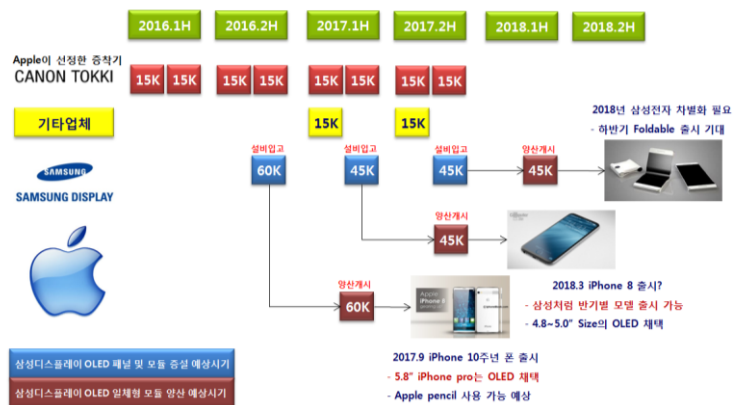 2016.1H 2016.2H 2017.1H 2017.2H 2018.1H 2018.2H
Apple이 선정한 증착기
CANON TOKKI
15K 15K 15K 15K 15K 15K 15K 15K
기타업체
15K 15K
2018년 삼성전자 차별화 필요
- 하반기 Foldable 출시 기대
설비입고 설비입고 설비입고 양산개시
60K 45K 45K 45K
SAMSUNG
SAMSUNG DISPLAY
양산개시
45K
2018.3 iPhone 8 출시?
- 삼성처럼 반기별 모델 출시 가능
- 4.8~5.0" Size의 OLED 채택
양산개시
60K
Apple
iPhone 8
2017.9 iPhone 10주년 폰 출시
- 5.8" iPhone pro는 OLED 채택
- Apple pencil 사용 가능 예상
삼성디스플레이 OLED 패널 및 모듈 증설 예상시기
삼성디스플레이 OLED 일체형 모듈 양산 예상시기